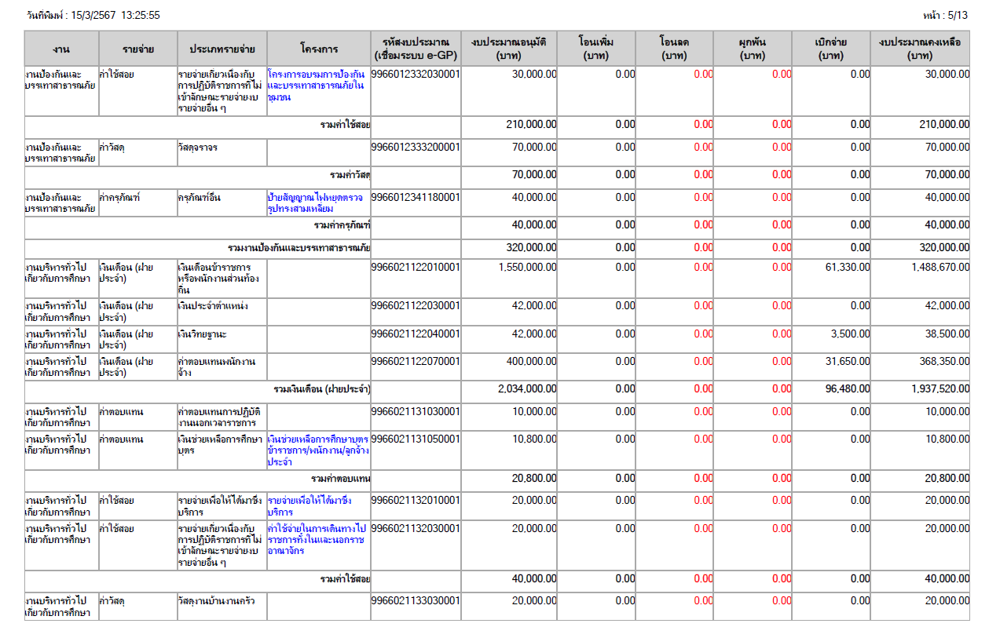 วันที่พิมพ์ : 15/3/2567 13:25:55
หน้า : 5/13
งาน รายจ่าย ประเภทรายจ่าย โครงการ รหัสงบประมาณ (เชื่อมระบบ e-GP) งบประมาณอนุมัติ (บาท) โอนเพิ่ม (บาท) โอนลด (บาท) ผูกพัน (บาท) เบิกจ่าย (บาท) งบประมาณคงเหลือ (บาท)
งานป้องกันและ ค่าใช้สอย รายจ่ายเกี่ยวเนื่องกับ โครงการอบรมการป้องกัน 9966012332030001 30,000.00 0.00 0.00 0.00 0.00 30,000.00
บรรเทาสาธารณภัย การปฏิบัติราชการที่ไม่ และบรรเทาสาธารณภัยใน
เข้าลักษณะรายจ่ายงบ ชุมชน
รายจ่ายอื่น ๆ
รวมค่าใช้สอย 210,000.00 0.00 0.00 0.00 0.00 210,000.00
งานป้องกันและ ค่าวัสดุ วัสดุจราจร 9966012333200001 70,000.00 0.00 0.00 0.00 0.00 70,000.00
บรรเทาสาธารณภัย
รวมค่าวัสดุ 70,000.00 0.00 0.00 0.00 0.00 70,000.00
งานป้องกันและ ค่าครุภัณฑ์ ครุภัณฑ์อื่น ป้ายสัญญาณไฟหยุดตรวจ 9966012341180001 40,000.00 0.00 0.00 0.00 0.00 40,000.00
บรรเทาสาธารณภัย รูปทรงสามเหลี่ยม
รวมค่าครุภัณฑ์ 40,000.00 0.00 0.00 0.00 0.00 40,000.00
รวมงานป้องกันและบรรเทาสาธารณภัย 320,000.00 0.00 0.00 0.00 0.00 320,000.00
งานบริหารทั่วไป เงินเดือน (ฝ่าย เงินเดือนข้าราชการ 9966021122010001 1,550,000.00 0.00 0.00 0.00 61,330.00 1,488,670.00
เกี่ยวกับการศึกษา ประจำ) หรือพนักงานส่วนท้อง
ถิ่น
งานบริหารทั่วไป เงินเดือน (ฝ่าย เงินประจำตำแหน่ง 9966021122030001 42,000.00 0.00 0.00 0.00 0.00 42,000.00
เกี่ยวกับการศึกษา ประจำ)
งานบริหารทั่วไป เงินเดือน (ฝ่าย เงินวิทยฐานะ 9966021122040001 42,000.00 0.00 0.00 0.00 3,500.00 38,500.00
เกี่ยวกับการศึกษา ประจำ)
งานบริหารทั่วไป เงินเดือน (ฝ่าย ค่าตอบแทนพนักงาน 9966021122070001 400,000.00 0.00 0.00 0.00 31,650.00 368,350.00
เกี่ยวกับการศึกษา ประจำ) จ้าง
รวมเงินเดือน (ฝ่ายประจำ) 2,034,000.00 0.00 0.00 0.00 96,480.00 1,937,520.00
งานบริหารทั่วไป ค่าตอบแทน ค่าตอบแทนการปฏิบัติ 9966021131030001 10,000.00 0.00 0.00 0.00 0.00 10,000.00
เกี่ยวกับการศึกษา งานนอกเวลาราชการ
งานบริหารทั่วไป ค่าตอบแทน เงินช่วยเหลือการศึกษา เงินช่วยเหลือการศึกษาบุตร 9966021131050001 10,800.00 0.00 0.00 0.00 0.00 10,800.00
เกี่ยวกับการศึกษา บุตร ข้าราชการ/พนักงาน/ลูกจ้าง
ประจำ
รวมค่าตอบแทน 20,800.00 0.00 0.00 0.00 0.00 20,800.00
งานบริหารทั่วไป ค่าใช้สอย รายจ่ายเพื่อให้ได้มาซึ่ง รายจ่ายเพื่อให้ได้มาซึ่ง 9966021132010001 20,000.00 0.00 0.00 0.00 0.00 20,000.00
เกี่ยวกับการศึกษา บริการ บริการ
งานบริหารทั่วไป ค่าใช้สอย รายจ่ายเกี่ยวเนื่องกับ ค่าใช้จ่ายในการเดินทางไป 9966021132030001 20,000.00 0.00 0.00 0.00 0.00 20,000.00
เกี่ยวกับการศึกษา การปฏิบัติราชการที่ไม่ ราชการทั้งในและนอกราช
เข้าลักษณะรายจ่ายงบ อาณาจักร
รายจ่ายอื่น ๆ
รวมค่าใช้สอย 40,000.00 0.00 0.00 0.00 0.00 40,000.00
งานบริหารทั่วไป ค่าวัสดุ วัสดุงานบ้านงานครัว 9966021133030001 20,000.00 0.00 0.00 0.00 0.00 20,000.00
เกี่ยวกับการศึกษา